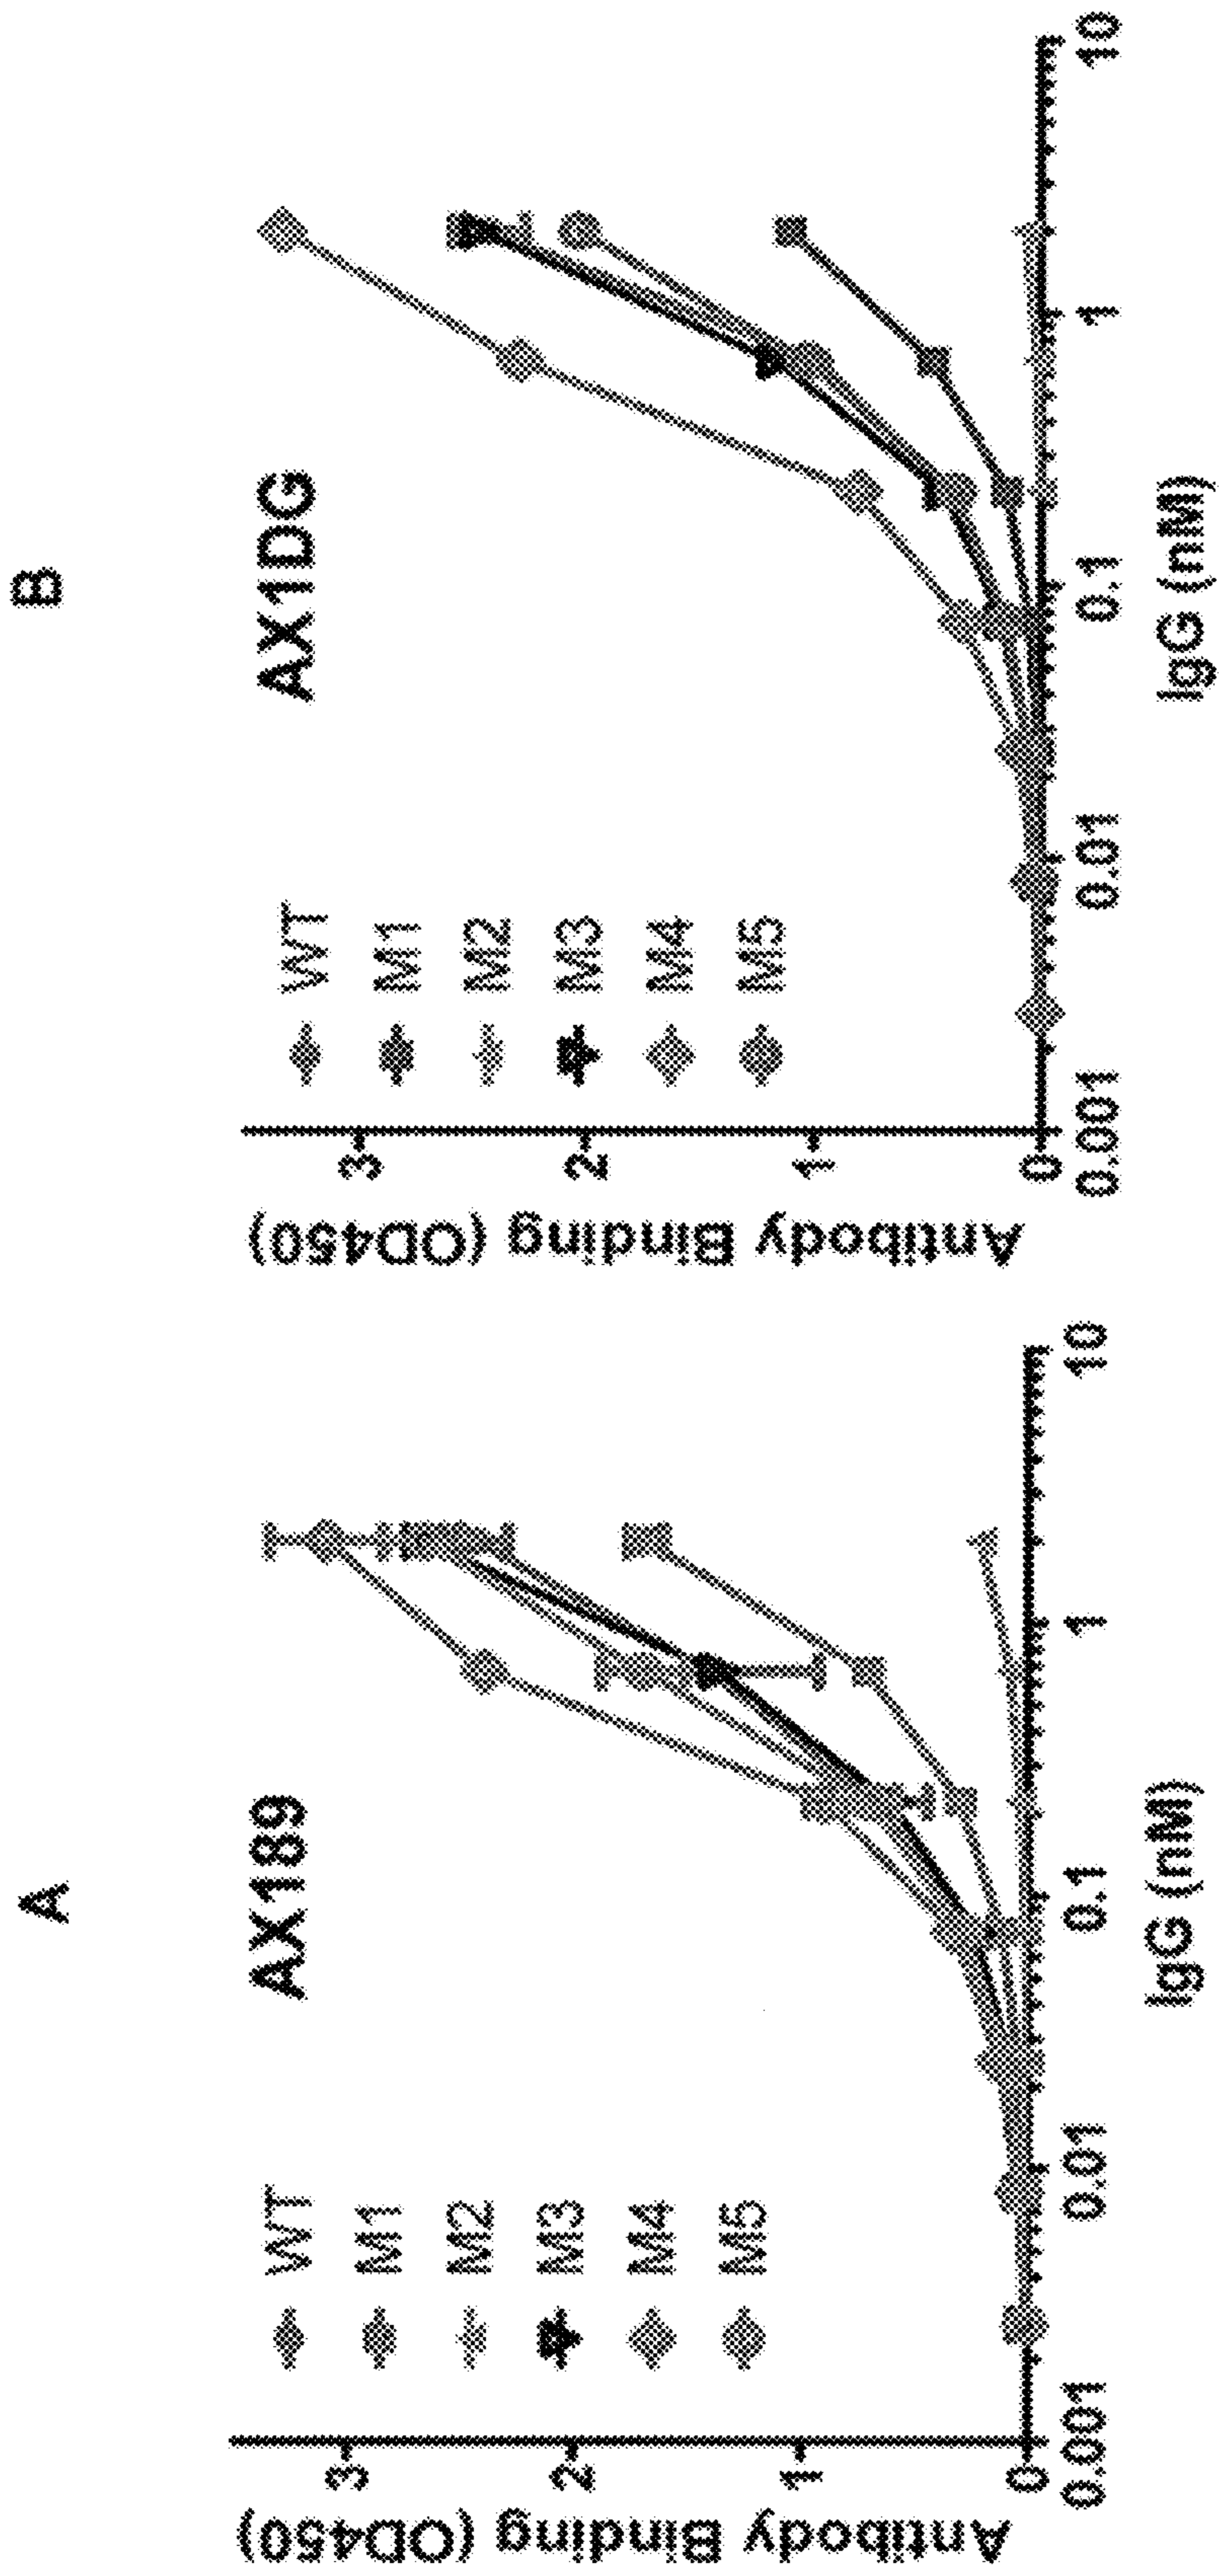 A
AX189
WT
M1
M2
M3
M4
M5
Antibody Binding (OD450)
3
2
1
0
0.001
0.01
0.1
1
10
IgG (nM)
B
AX1DG
WT
M1
M2
M3
M4
M5
Antibody Binding (OD450)
3
2
1
0
0.001
0.01
0.1
1
10
IgG (nM)